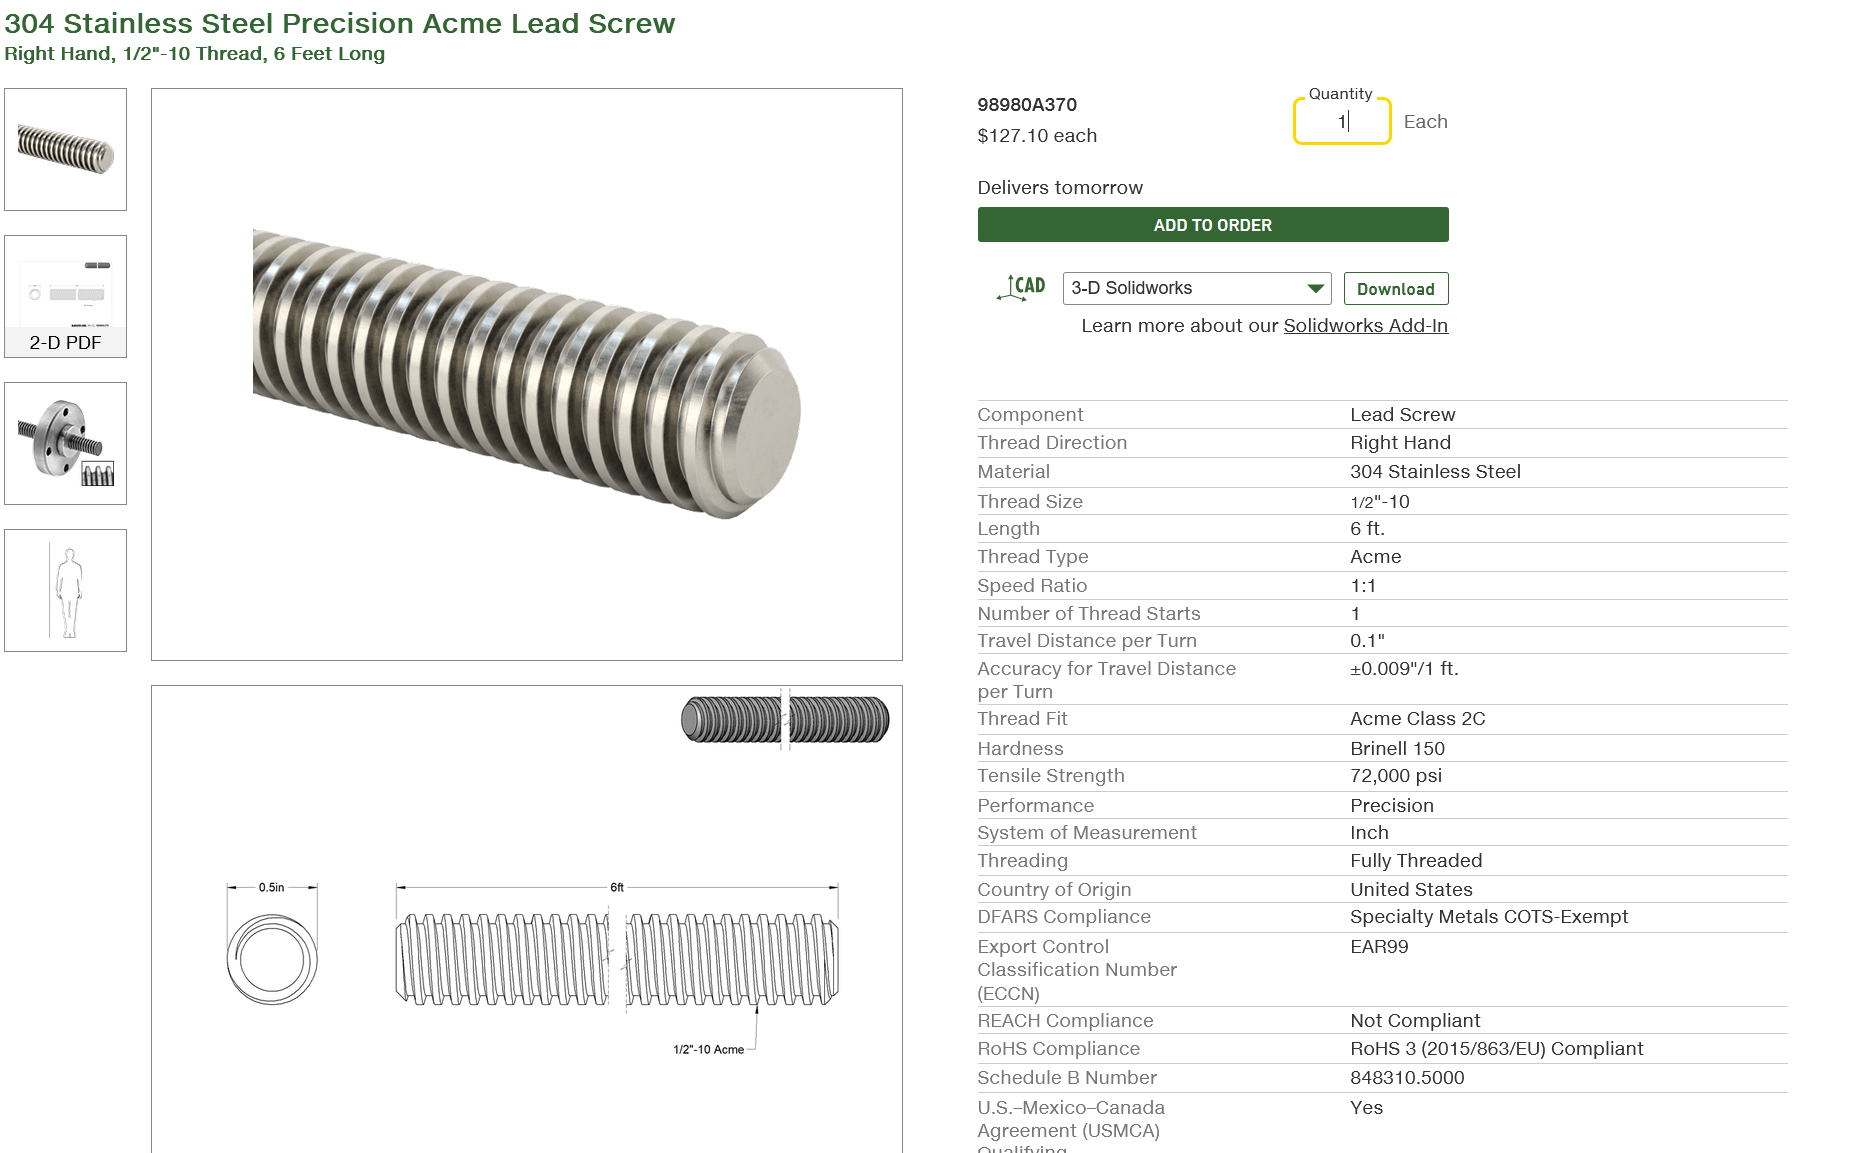 304 Stainless Steel Precision Acme Lead Screw
Right Hand, 1/2"-10 Thread, 6 Feet Long
2-D PDF
98980A370
$127.10 each
Quantity
1
Each
Delivers tomorrow
ADD TO ORDER
CAD
3-D Solidworks
Download
Learn more about our Solidworks Add-In
Component Lead Screw
Thread Direction Right Hand
Material 304 Stainless Steel
Thread Size 1/2"-10
Length 6 ft.
Thread Type Acme
Speed Ratio 1:1
Number of Thread Starts 1
Travel Distance per Turn 0.1"
Accuracy for Travel Distance ±0.009"/1 ft.
per Turn
Thread Fit Acme Class 2C
Hardness Brinell 150
Tensile Strength 72,000 psi
Performance Precision
System of Measurement Inch
Threading Fully Threaded
Country of Origin United States
DFARS Compliance Specialty Metals COTS-Exempt
Export Control EAR99
Classification Number
(ECCN)
REACH Compliance Not Compliant
RoHS Compliance RoHS 3 (2015/863/EU) Compliant
Schedule B Number 848310.5000
U.S.–Mexico–Canada Yes
Agreement (USMCA)
Qualifying
0.5in
6ft
1/2"-10 Acme